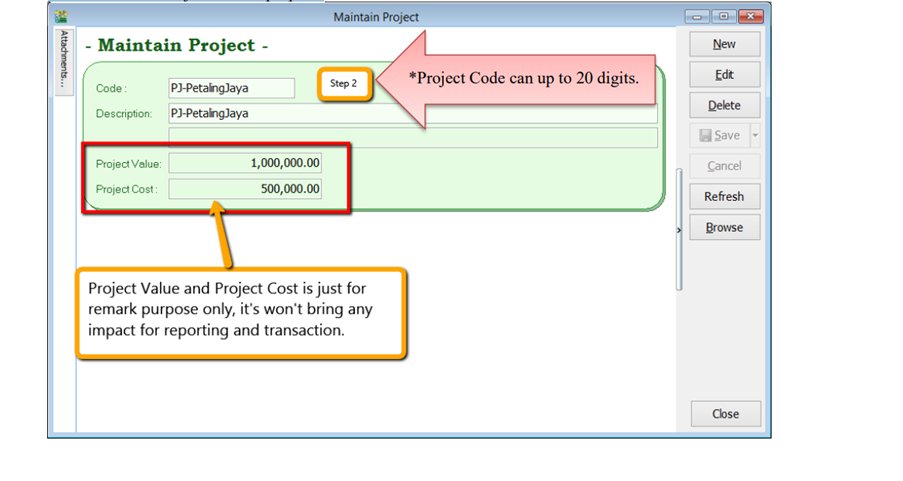 Maintain Project
Attachments...
- Maintain Project -
Code :
PJ-PetalingJaya
Step 2
*Project Code can up to 20 digits.
Description:
PJ-PetalingJaya
Project Value:
1,000,000.00
Project Cost :
500,000.00
Project Value and Project Cost is just for
remark purpose only, it's won't bring any
impact for reporting and transaction.
New
Edit
Delete
Save
Cancel
Refresh
Browse
Close